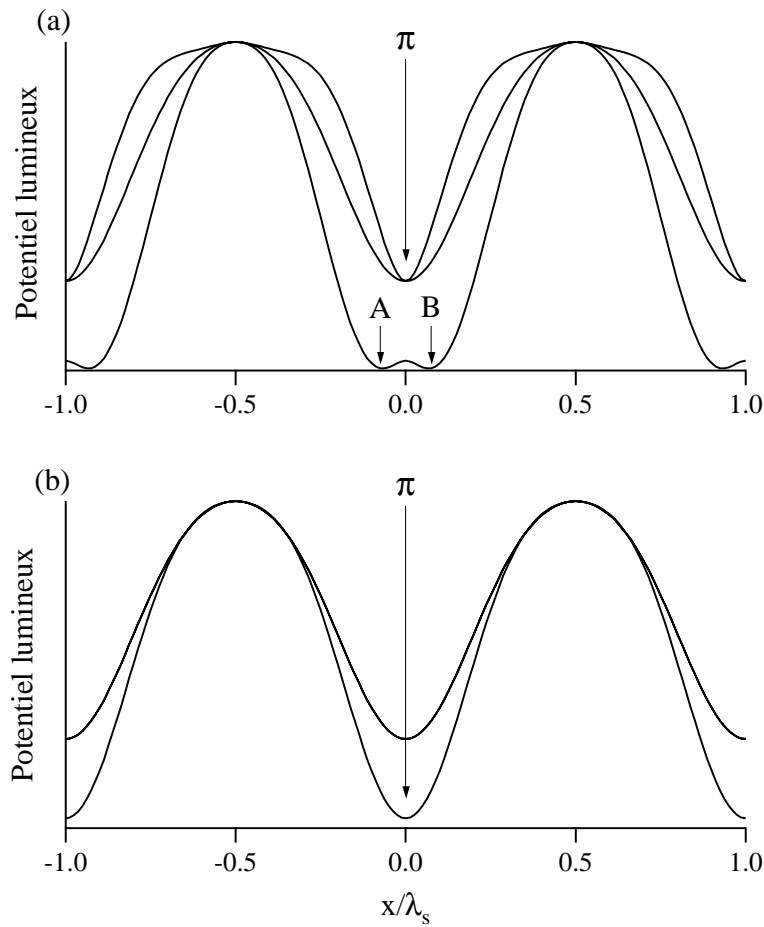 (a)
π
Potentiel lumineux
A
B
-1.0
-0.5
0.0
0.5
1.0
(b)
π
Potentiel lumineux
-1.0
-0.5
0.0
0.5
1.0
x/λs